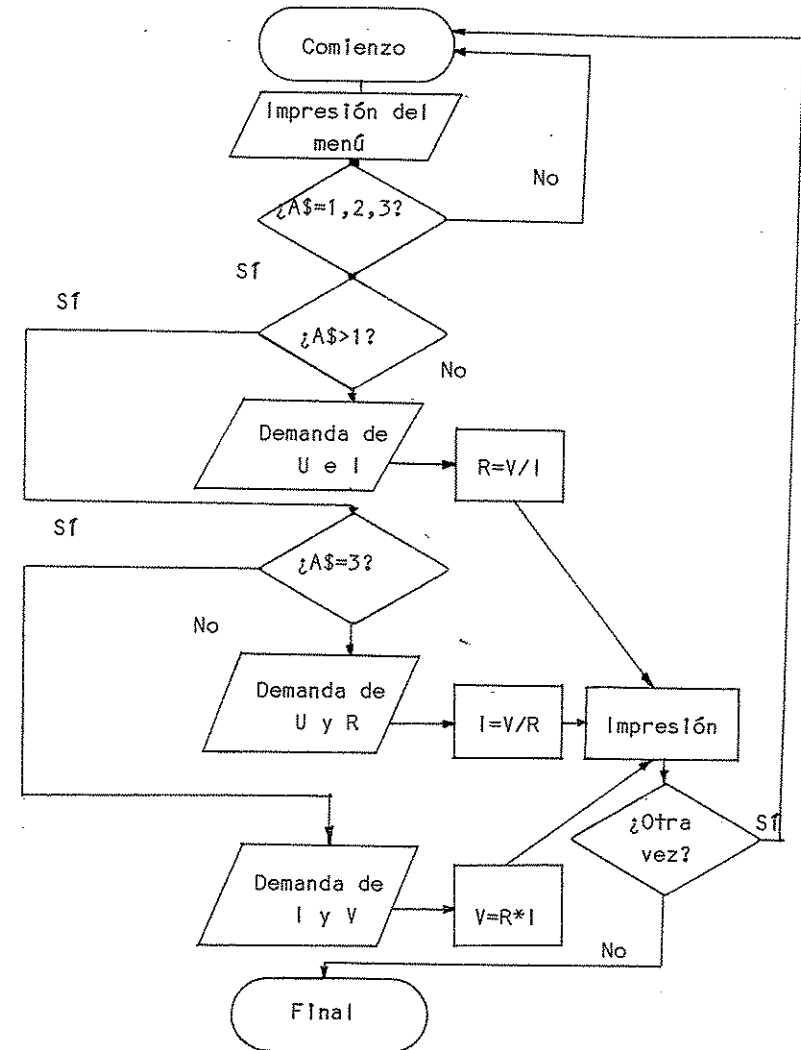 Comienzo
Impresión del
menú
No
¿A$=1,2,3?
Sí
Sí
¿A$>1?
No
Demanda de
U e I
R=V/I
Sí
¿A$=3?
No
Demanda de
U y R
I=V/R
Impresión
¿Otra
vez?
Sí
Demanda de
I y V
V=R*I
No
Final